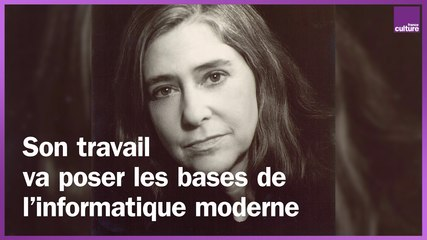 france
culture
Son travail
va poser les bases de
l’informatique moderne